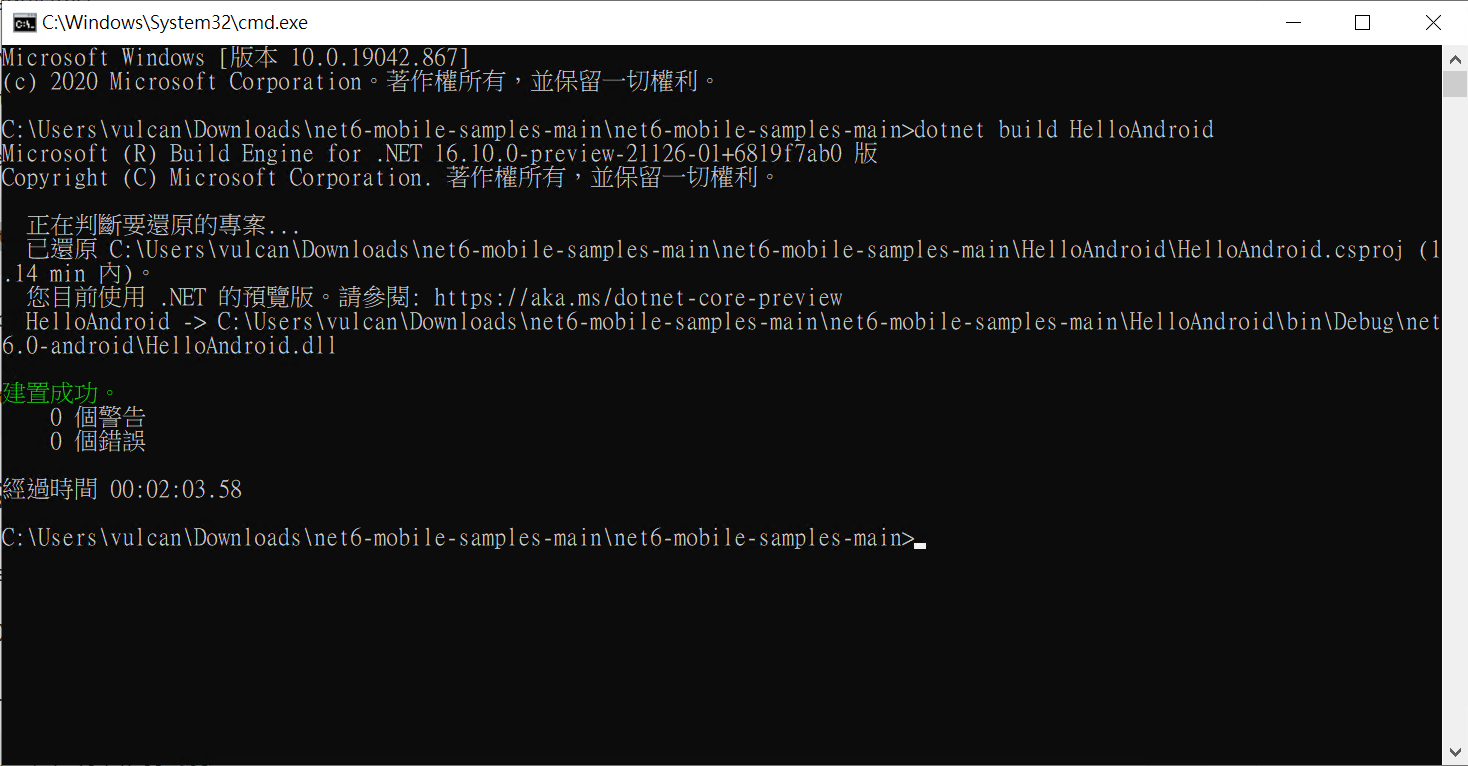 C:\Windows\System32\cmd.exe
Microsoft Windows [版本 10.0.19042.867]
(c) 2020 Microsoft Corporation。著作權所有，並保留一切權利。
C:\Users\vulcan\Downloads\net6-mobile-samples-main\net6-mobile-samples-main>dotnet build HelloAndroid
Microsoft (R) Build Engine for .NET 16.10.0-preview-21126-01+6819f7ab0 版
Copyright (C) Microsoft Corporation. 著作權所有，並保留一切權利。
正在判斷要還原的專案...
已還原 C:\Users\vulcan\Downloads\net6-mobile-samples-main\net6-mobile-samples-main\HelloAndroid\HelloAndroid.csproj (1
.14 min 內)。
您目前使用 .NET 的預覽版。請參閱: https://aka.ms/dotnet-core-preview
HelloAndroid -> C:\Users\vulcan\Downloads\net6-mobile-samples-main\net6-mobile-samples-main\HelloAndroid\bin\Debug\net
6.0-android\HelloAndroid.dll
建置成功。
0 個警告
0 個錯誤
經過時間 00:02:03.58
C:\Users\vulcan\Downloads\net6-mobile-samples-main\net6-mobile-samples-main>